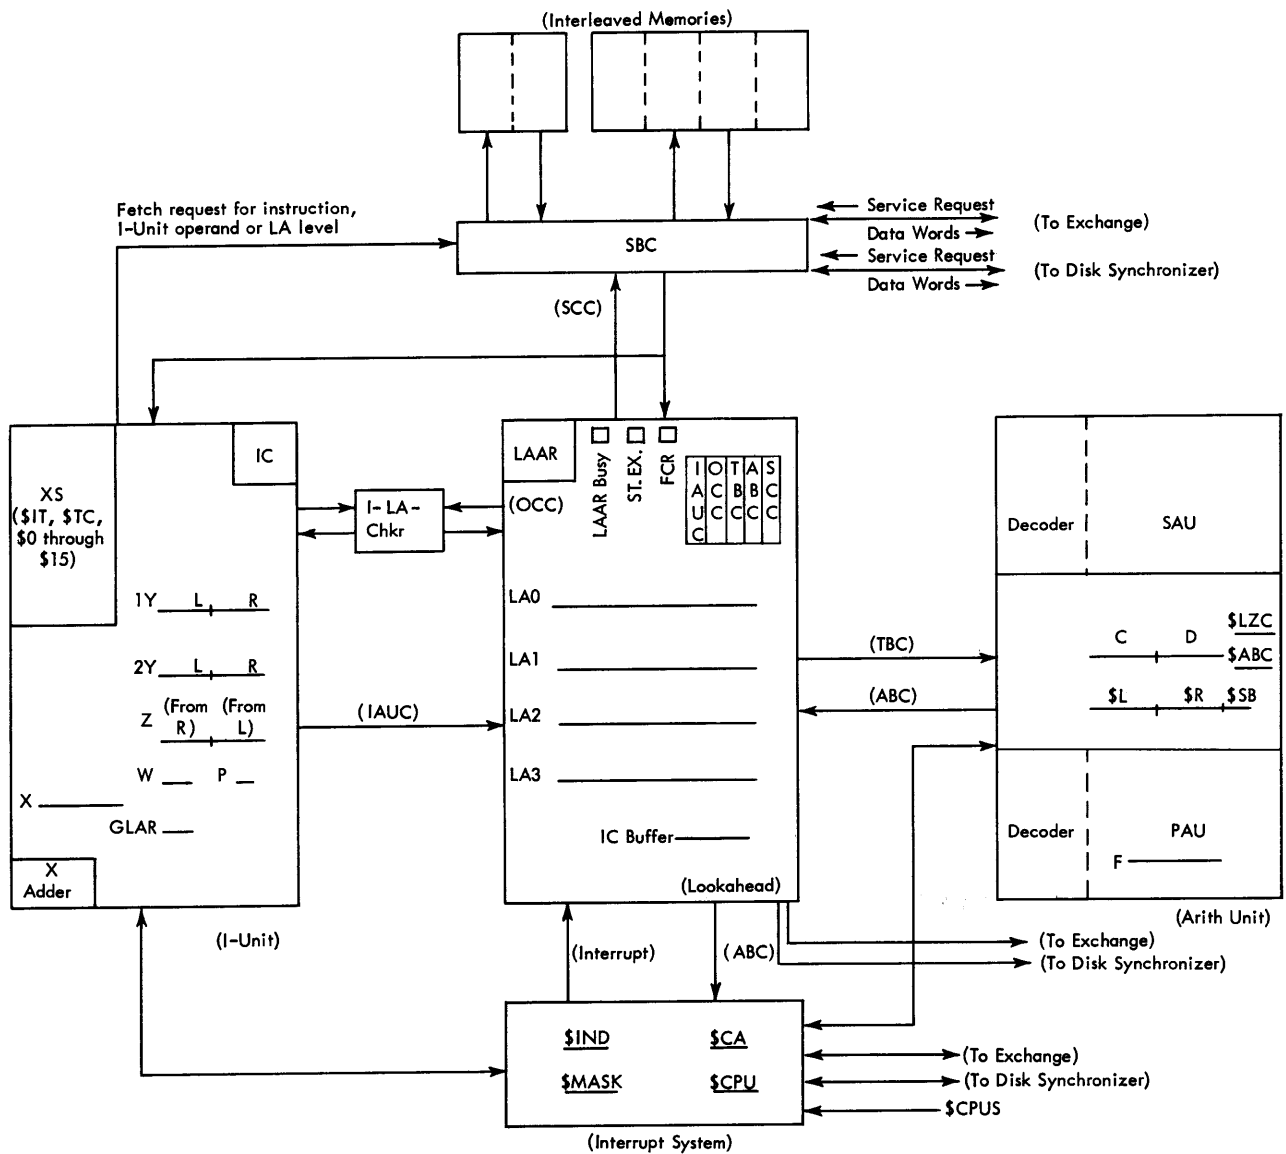 (Interleaved Memories)
Fetch request for instruction,
I-Unit operand or LA level
SBC
Service Request
(To Exchange)
Data Words
Service Request
(To Disk Synchronizer)
Data Words
(SCC)
XS
($IT, $TC,
$0 through
$15)
IC
I-LA-
Chkr
LAAR
(OCC)
LAAR Busy
ST.EX.
FCR
IAUC
OCC
TBC
ABC
SCC
1Y L R
2Y L R
Z (From R) (From L)
W P
X
GLAR
X
Adder
(I-Unit)
(IAUC)
LA0
LA1
LA2
LA3
IC Buffer
(Lookahead)
(TBC)
(ABC)
Decoder
SAU
C D $LZC
$ABC
$L $R $SB
Decoder
PAU
F
(Arith Unit)
(To Exchange)
(To Disk Synchronizer)
(Interrupt)
(ABC)
$IND $CA
$MASK $CPU
(To Exchange)
(To Disk Synchronizer)
$CPUS
(Interrupt System)